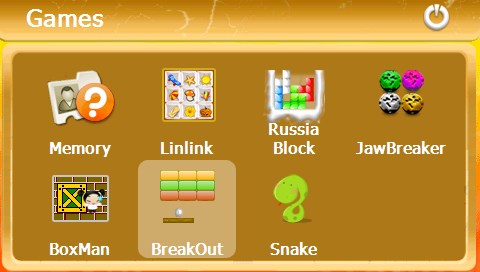 Games
Memory
Linlink
Russia
Block
JawBreaker
BoxMan
BreakOut
Snake